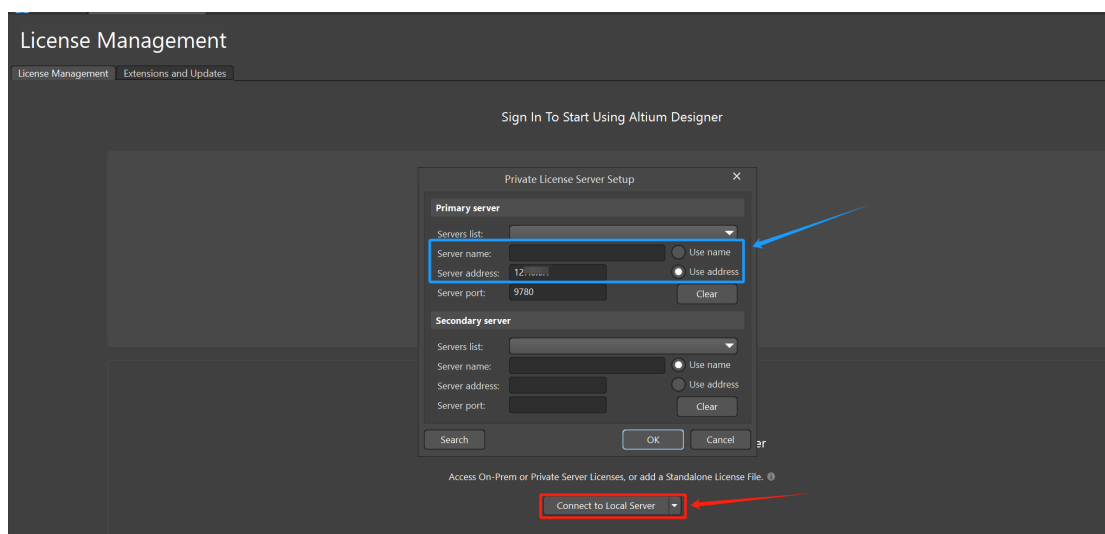 License Management
License Management Extensions and Updates
Sign In To Start Using Altium Designer
Private License Server Setup
Primary server
Servers list:
Server name: Use name
Server address: Use address
Server port: 9780 Clear
Secondary server
Servers list:
Server name: Use name
Server address: Use address
Server port: Clear
Search OK Cancel
Access On-Prem or Private Server Licenses, or add a Standalone License File.
Connect to Local Server